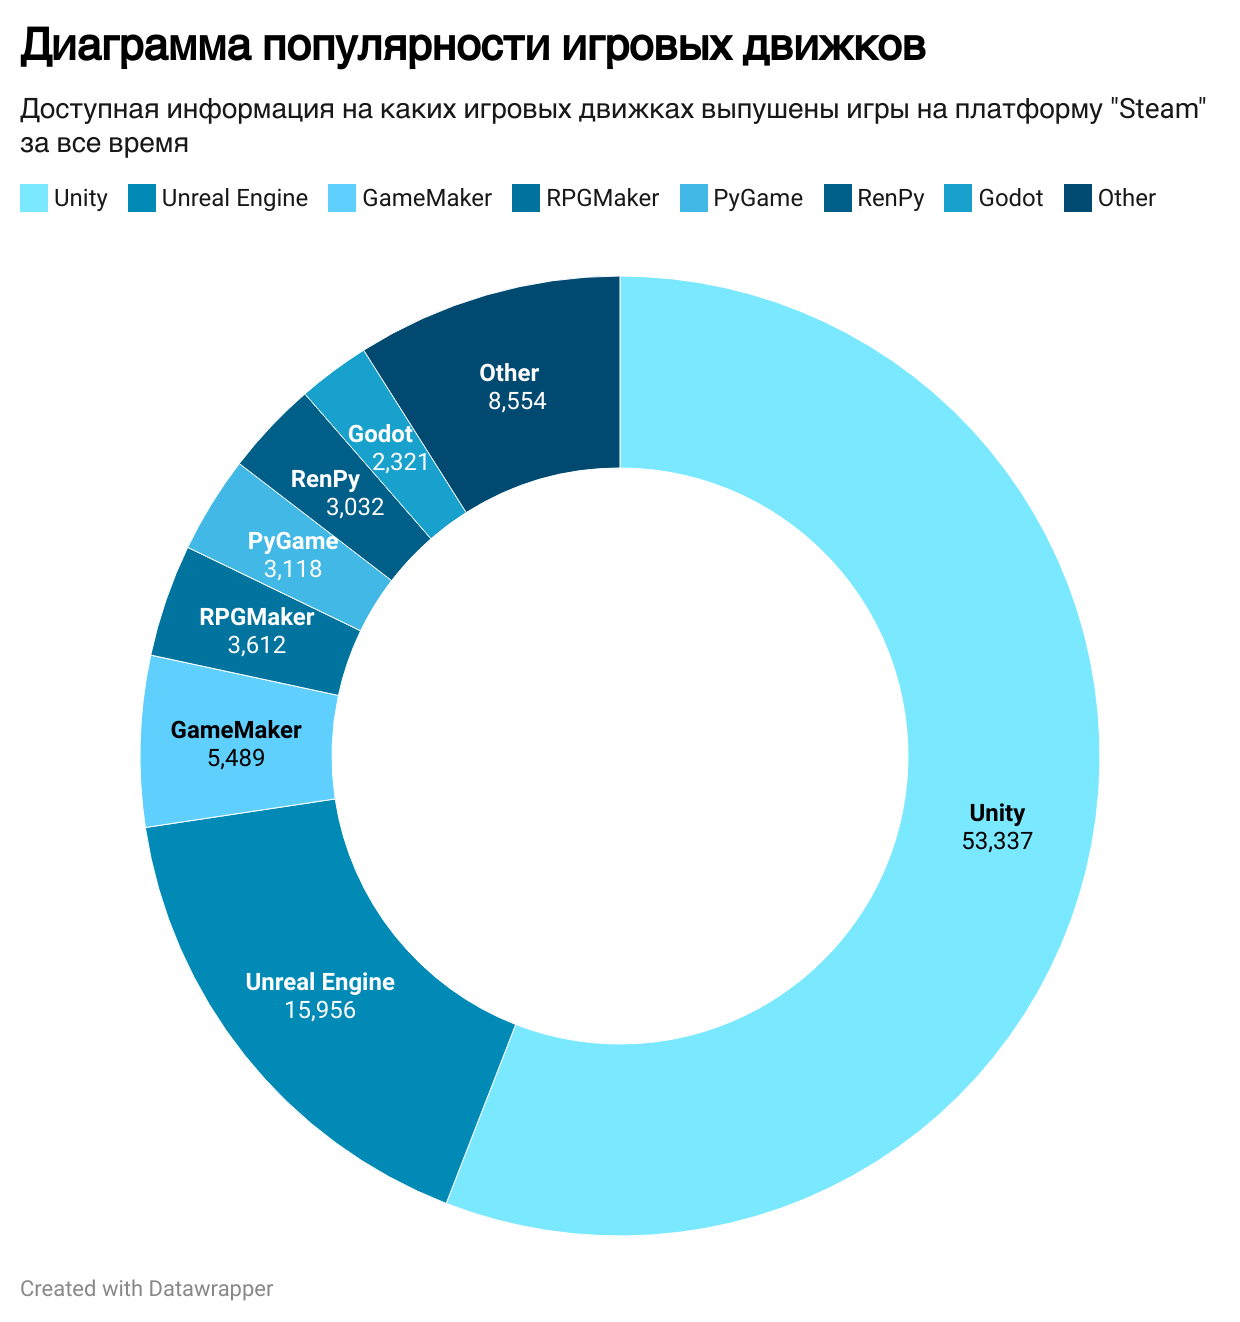 Диаграмма популярности игровых движков
Доступная информация на каких игровых движках выпушены игры на платформу "Steam"
за все время
Unity Unreal Engine GameMaker RPGMaker PyGame RenPy Godot Other
Other
8,554
Godot
2,321
RenPy
3,032
PyGame
3,118
RPGMaker
3,612
GameMaker
5,489
Unity
53,337
Unreal Engine
15,956
Created with Datawrapper